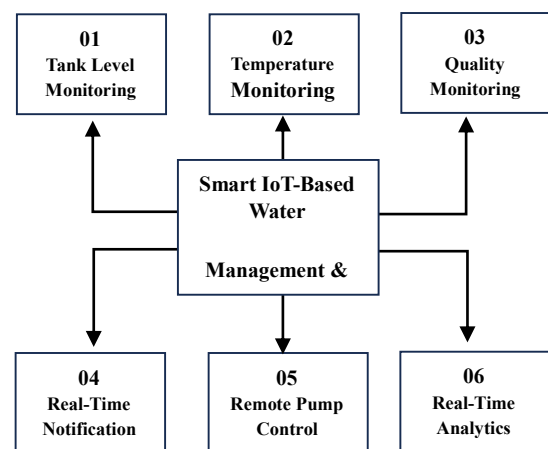 01
Tank Level
Monitoring
02
Temperature
Monitoring
03
Quality
Monitoring
Smart IoT-Based
Water
Management &
04
Real-Time
Notification
05
Remote Pump
Control
06
Real-Time
Analytics